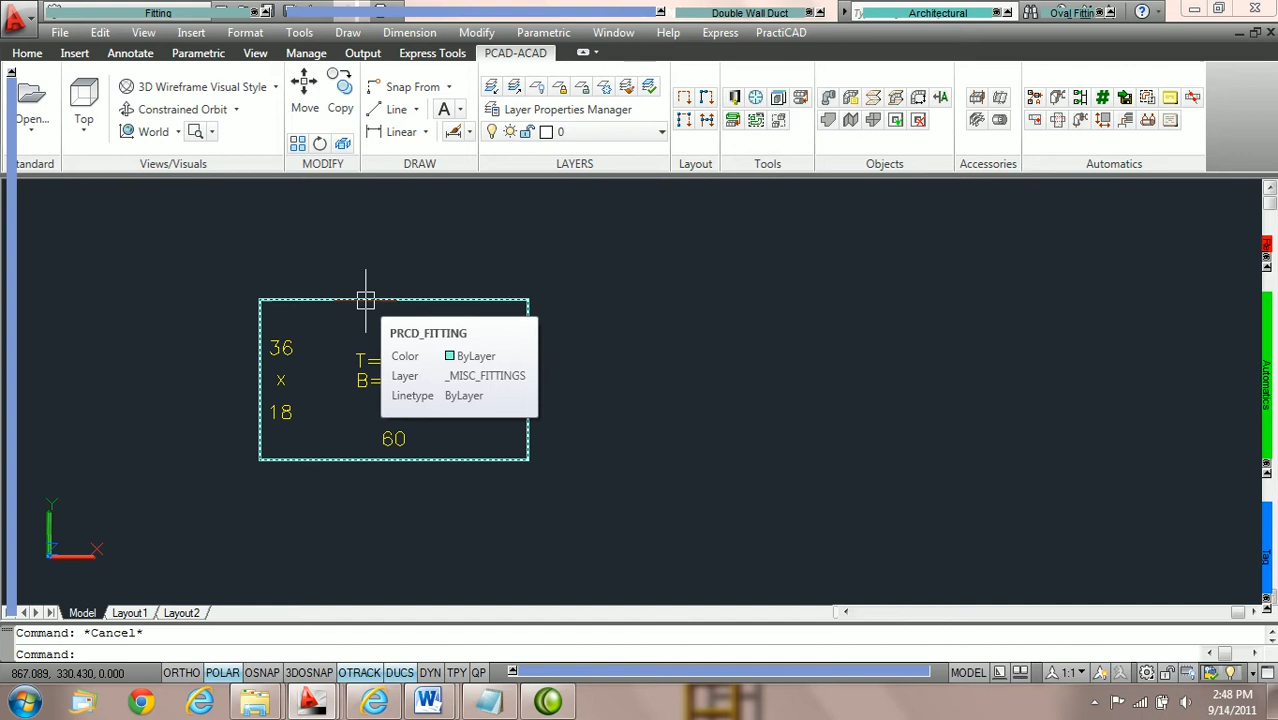 Fitting
Double Wall Duct
Architectural
Oval Fittin
File Edit View Insert Format Tools Draw Dimension Modify Parametric Window Help Express PractiCAD
Home Insert Annotate Parametric View Manage Output Express Tools PCAD-ACAD
Open...
Top
3D Wireframe Visual Style
Constrained Orbit
World
Move
Copy
Snap From
Line
A
Linear
Layer Properties Manager
0
Standard
Views/Visuals
MODIFY
DRAW
LAYERS
Layout
Tools
Objects
Accessories
Automatics
36
x
18
T=
B=
60
PRCD_FITTING
Color ByLayer
Layer _MISC_FITTINGS
Linetype ByLayer
Y
X
Z
Automatics
Tag
Model Layout1 Layout2
Command: *Cancel*
Command:
867.089, 330.430, 0.000
ORTHO POLAR OSNAP 3DOSNAP OTRACK DUCS DYN TPY QP
MODEL
1:1
2:48 PM
9/14/2011